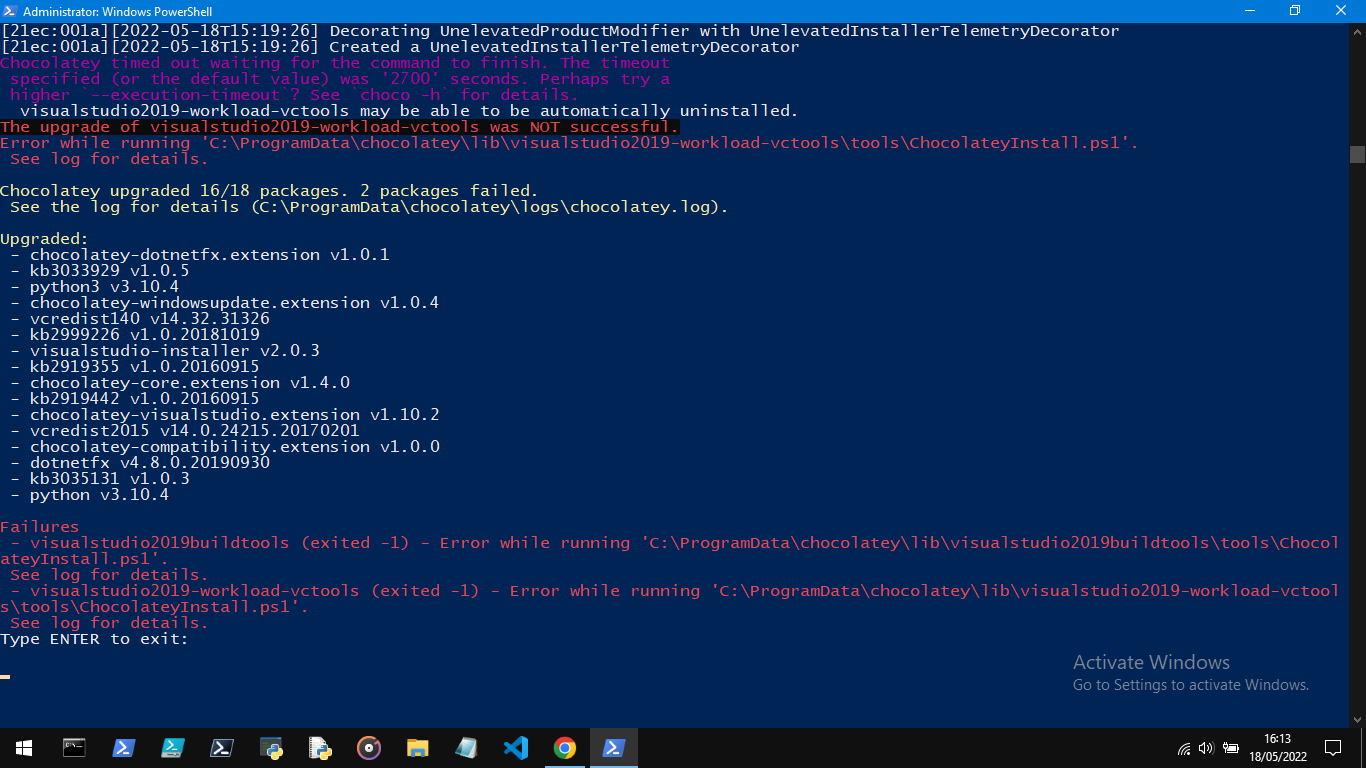 Administrator: Windows PowerShell
[21ec:001a][2022-05-18T15:19:26] Decorating UnelevatedProductModifier with UnelevatedInstallerTelemetryDecorator
[21ec:001a][2022-05-18T15:19:26] Created a UnelevatedInstallerTelemetryDecorator
Chocolatey timed out waiting for the command to finish. The timeout
 specified (or the default value) was '2700' seconds. Perhaps try a
 higher `--execution-timeout`? See `choco -h` for details.
  visualstudio2019-workload-vctools may be able to be automatically uninstalled.
The upgrade of visualstudio2019-workload-vctools was NOT successful.
Error while running 'C:\ProgramData\chocolatey\lib\visualstudio2019-workload-vctools\tools\ChocolateyInstall.ps1'.
 See log for details.
Chocolatey upgraded 16/18 packages. 2 packages failed.
 See the log for details (C:\ProgramData\chocolatey\logs\chocolatey.log).
Upgraded:
 - chocolatey-dotnetfx.extension v1.0.1
 - kb3033929 v1.0.5
 - python3 v3.10.4
 - chocolatey-windowsupdate.extension v1.0.4
 - vcredist140 v14.32.31326
 - kb2999226 v1.0.20181019
 - visualstudio-installer v2.0.3
 - kb2919355 v1.0.20160915
 - chocolatey-core.extension v1.4.0
 - kb2919442 v1.0.20160915
 - chocolatey-visualstudio.extension v1.10.2
 - vcredist2015 v14.0.24215.20170201
 - chocolatey-compatibility.extension v1.0.0
 - dotnetfx v4.8.0.20190930
 - kb3035131 v1.0.3
 - python v3.10.4
Failures
 - visualstudio2019buildtools (exited -1) - Error while running 'C:\ProgramData\chocolatey\lib\visualstudio2019buildtools\tools\Chocol
ateyInstall.ps1'.
 See log for details.
 - visualstudio2019-workload-vctools (exited -1) - Error while running 'C:\ProgramData\chocolatey\lib\visualstudio2019-workload-vctool
s\tools\ChocolateyInstall.ps1'.
 See log for details.
Type ENTER to exit:
Activate Windows
Go to Settings to activate Windows.
16:13
18/05/2022